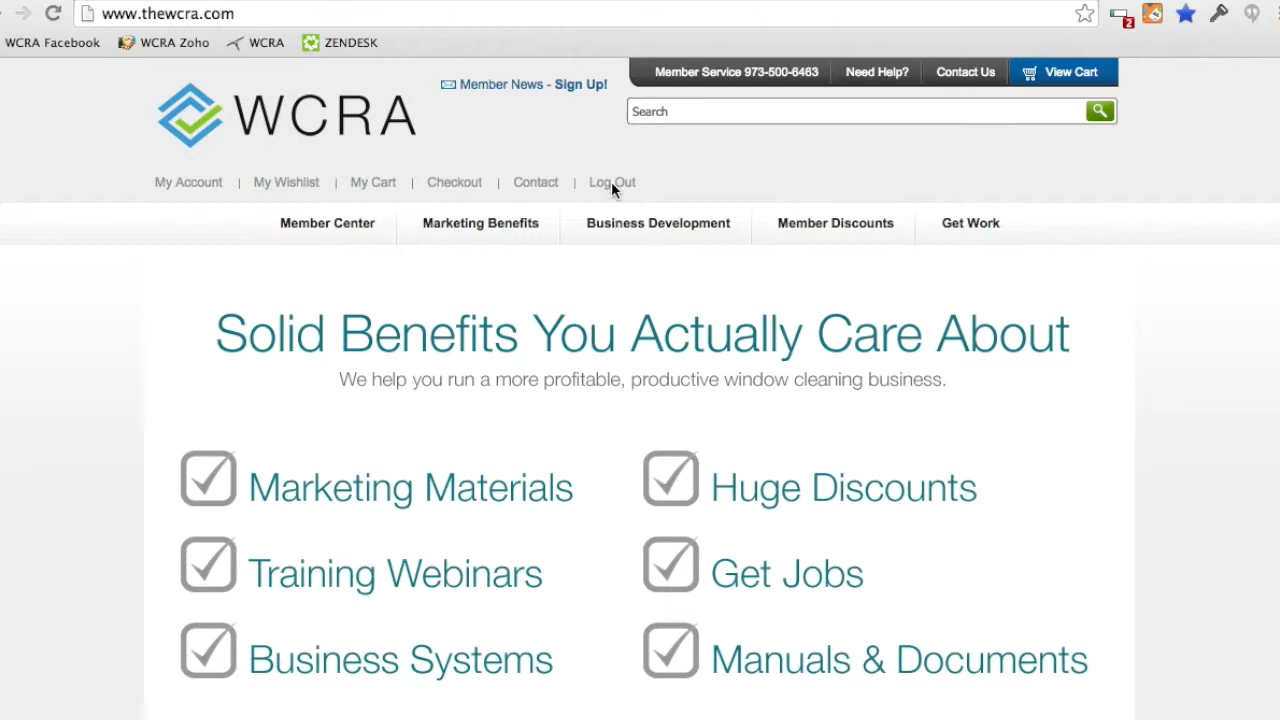 www.thewcra.com
2
WCRA Facebook WCRA Zoho WCRA ZENDESK
Member News - Sign Up!
Member Service 973-500-6463 Need Help? Contact Us View Cart
WCRA
Search
My Account | My Wishlist | My Cart | Checkout | Contact | Log Out
Member Center Marketing Benefits Business Development Member Discounts Get Work
Solid Benefits You Actually Care About
We help you run a more profitable, productive window cleaning business.
Marketing Materials Huge Discounts
Training Webinars Get Jobs
Business Systems Manuals & Documents